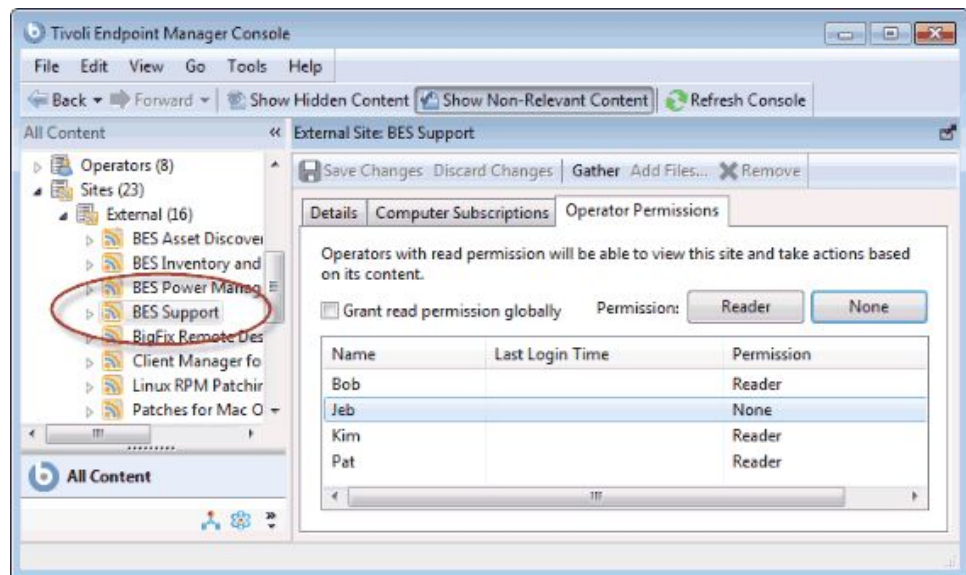 Tivoli Endpoint Manager Console
File Edit View Go Tools Help
Back Forward Show Hidden Content Show Non-Relevant Content Refresh Console
All Content
Operators (8)
Sites (23)
External (16)
BES Asset Discover
BES Inventory and
BES Power Manag
BES Support
BigFix Remote Des
Client Manager fo
Linux RPM Patchin
Patches for Mac O
All Content
External Site: BES Support
Save Changes Discard Changes Gather Add Files... Remove
Details Computer Subscriptions Operator Permissions
Operators with read permission will be able to view this site and take actions based
on its content.
Grant read permission globally Permission: Reader None
Name Last Login Time Permission
Bob Reader
Jeb None
Kim Reader
Pat Reader